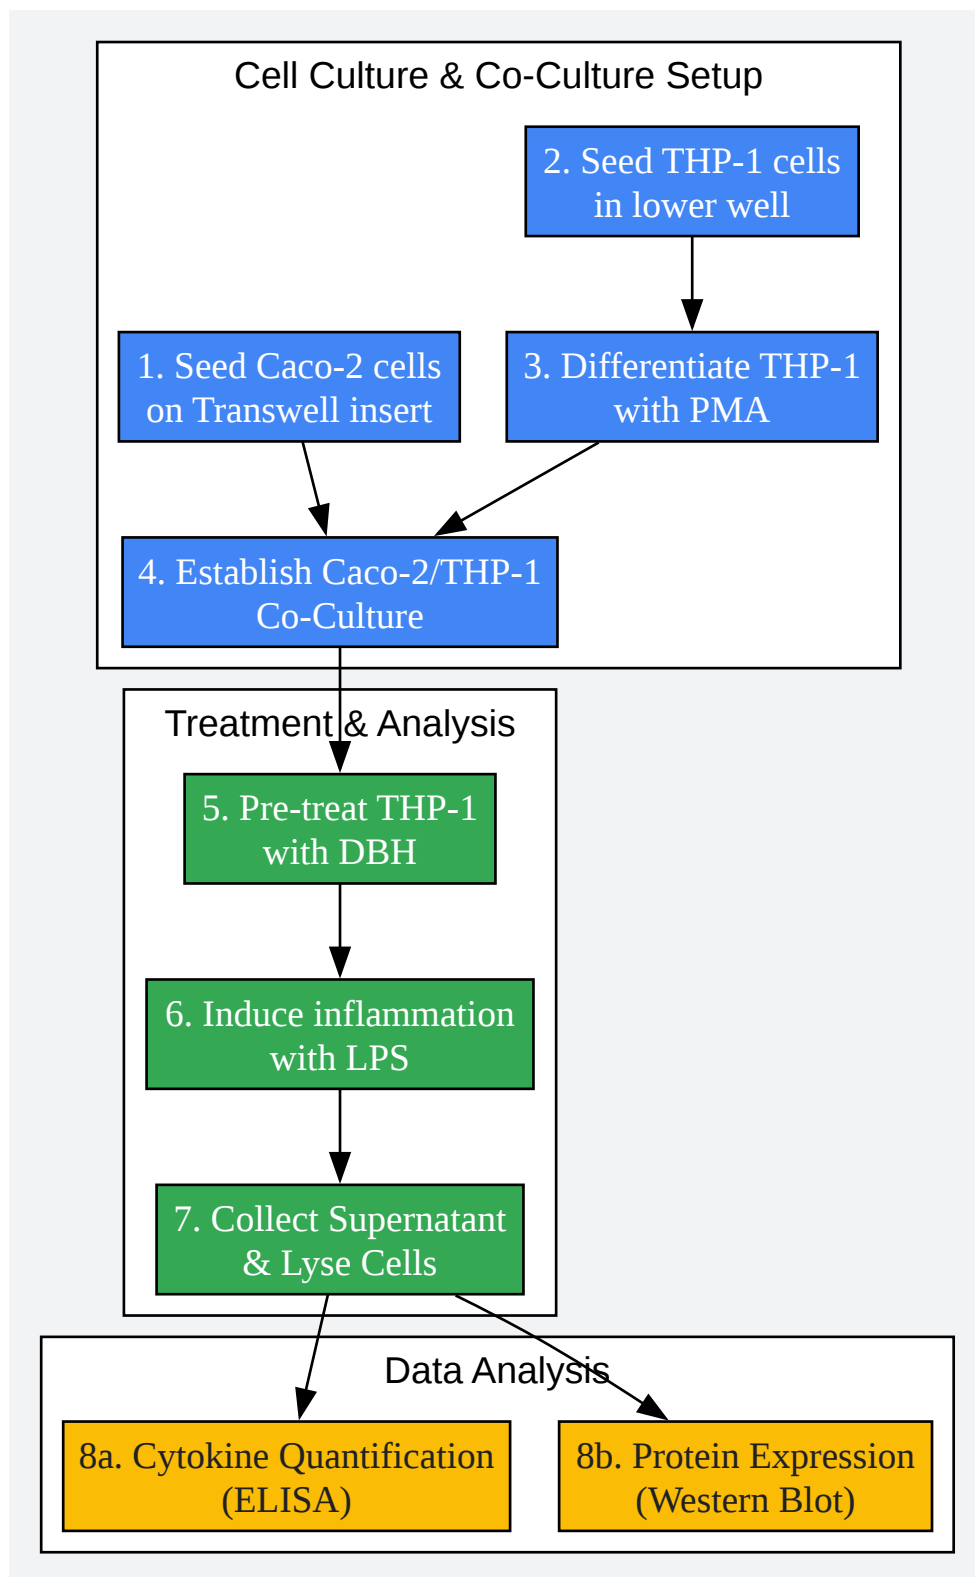 Cell Culture & Co-Culture Setup
2. Seed THP-1 cells
in lower well
1. Seed Caco-2 cells
on Transwell insert
3. Differentiate THP-1
with PMA
4. Establish Caco-2/THP-1
Co-Culture
Treatment & Analysis
5. Pre-treat THP-1
with DBH
6. Induce inflammation
with LPS
7. Collect Supernatant
& Lyse Cells
Data Analysis
8a. Cytokine Quantification
(ELISA)
8b. Protein Expression
(Western Blot)